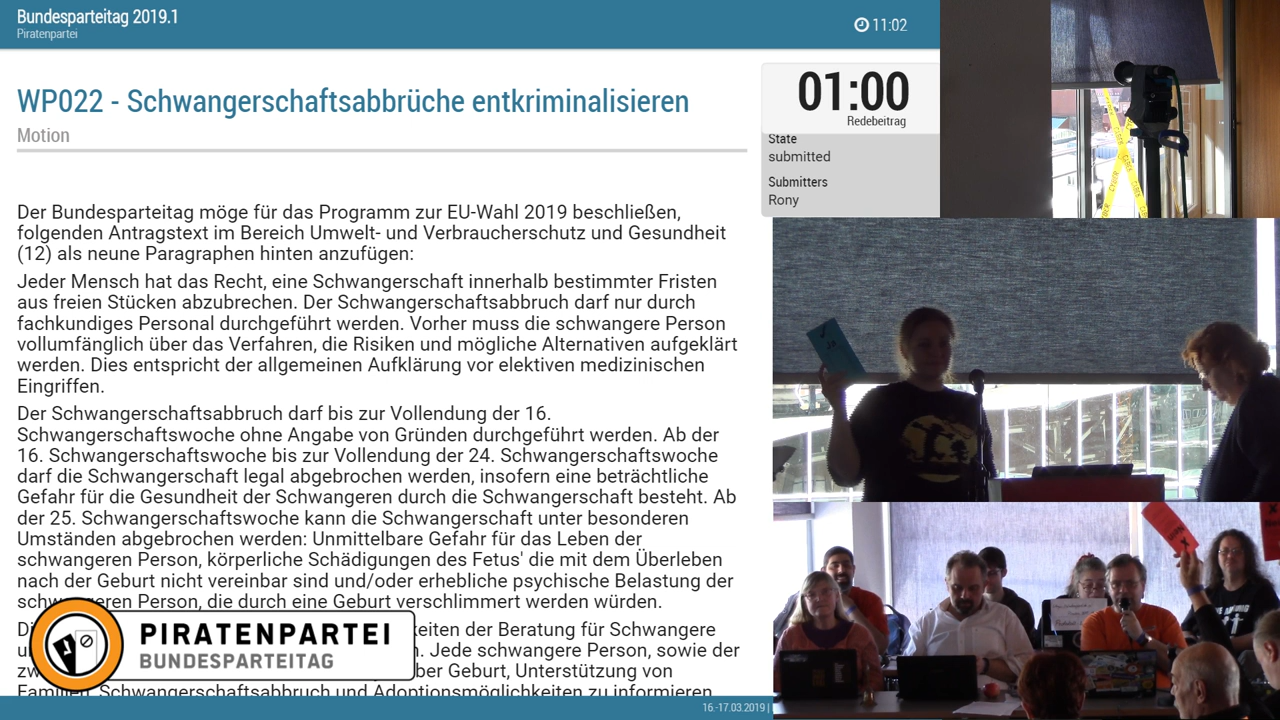 Bundesparteitag 2019.1
Piratenpartei
11:02
WP022 - Schwangerschaftsabbrüche entkriminalisieren
Motion
01:00
Redebeitrag
State
submitted
Submitters
Rony
Der Bundesparteitag möge für das Programm zur EU-Wahl 2019 beschließen,
folgenden Antragstext im Bereich Umwelt- und Verbraucherschutz und Gesundheit
(12) als neune Paragraphen hinten anzufügen:
Jeder Mensch hat das Recht, eine Schwangerschaft innerhalb bestimmter Fristen
aus freien Stücken abzubrechen. Der Schwangerschaftsabbruch darf nur durch
fachkundiges Personal durchgeführt werden. Vorher muss die schwangere Person
vollumfänglich über das Verfahren, die Risiken und mögliche Alternativen aufgeklärt
werden. Dies entspricht der allgemeinen Aufklärung vor elektiven medizinischen
Eingriffen.
Der Schwangerschaftsabbruch darf bis zur Vollendung der 16.
Schwangerschaftswoche ohne Angabe von Gründen durchgeführt werden. Ab der
16. Schwangerschaftswoche bis zur Vollendung der 24. Schwangerschaftswoche
darf die Schwangerschaft legal abgebrochen werden, insofern eine beträchtliche
Gefahr für die Gesundheit der Schwangeren durch die Schwangerschaft besteht. Ab
der 25. Schwangerschaftswoche kann die Schwangerschaft unter besonderen
Umständen abgebrochen werden: Unmittelbare Gefahr für das Leben der
schwangeren Person, körperliche Schädigungen des Fetus' die mit dem Überleben
nach der Geburt nicht vereinbar sind und/oder erhebliche psychische Belastung der
schwangeren Person, die durch eine Geburt verschlimmert werden würden.
keiten der Beratung für Schwangere
n. Jede schwangere Person, sowie der
ber Geburt, Unterstützung von
Familien, Schwangerschaftsabbruch und Adoptionsmöglichkeiten zu informieren
PIRATENPARTEI
BUNDESPARTEITAG
16.-17.03.2019 |
Ja